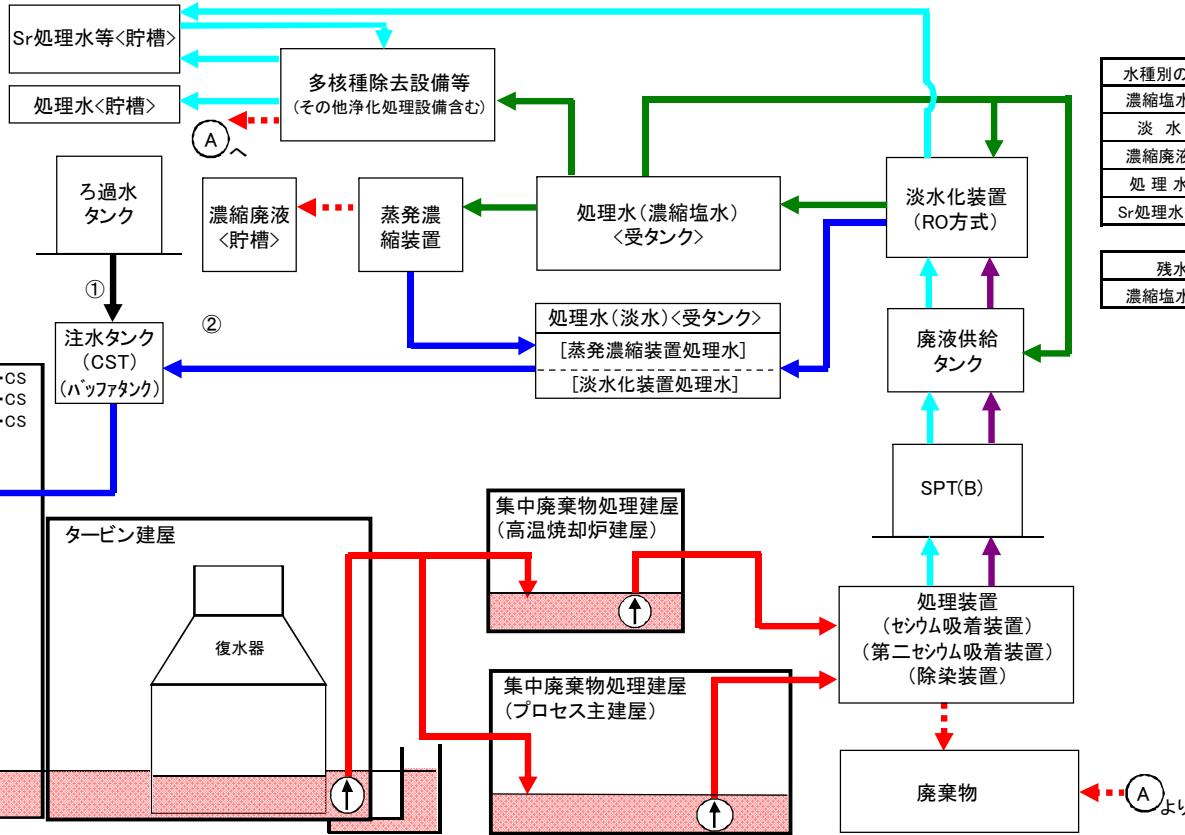 Sr処理水等<貯槽>
処理水<貯槽>
多核種除去設備等
(その他浄化処理設備含む)
Aへ
水種別の
濃縮塩水
淡 水
濃縮廃液
処 理 水
Sr処理水
残水
濃縮塩水
ろ過水
タンク
濃縮廃液
<貯槽>
蒸発濃
縮装置
処理水(濃縮塩水)
<受タンク>
淡水化装置
(RO方式)
①
②
注水タンク
(CST)
(バッファタンク)
処理水(淡水)<受タンク>
[蒸発濃縮装置処理水]
[淡水化装置処理水]
廃液供給
タンク
・CS
・CS
・CS
SPT(B)
タービン建屋
復水器
集中廃棄物処理建屋
(高温焼却炉建屋)
集中廃棄物処理建屋
(プロセス主建屋)
処理装置
(セシウム吸着装置)
(第二セシウム吸着装置)
(除染装置)
廃棄物
Aより